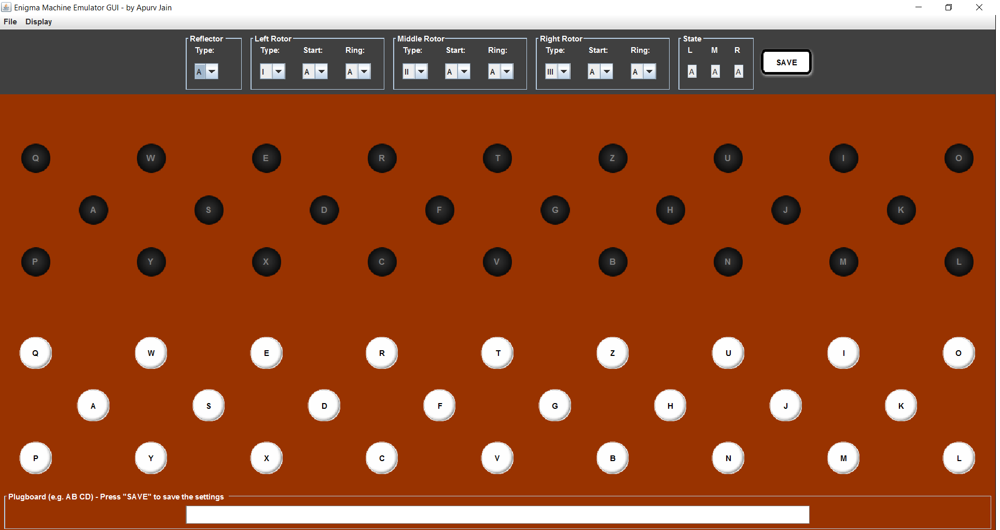 Enigma Machine Emulator GUI - by Apurv Jain
File Display
Reflector Left Rotor Middle Rotor Right Rotor State
Type: Type: Start: Ring: Type: Start: Ring: Type: Start: Ring: L M R
A I A A II A A III A A A A A SAVE
Q W E R T Z U I O
A S D F G H J K
P Y X C V B N M L
Q W E R T Z U I O
A S D F G H J K
P Y X C V B N M L
Plugboard (e.g. AB CD) - Press "SAVE" to save the settings